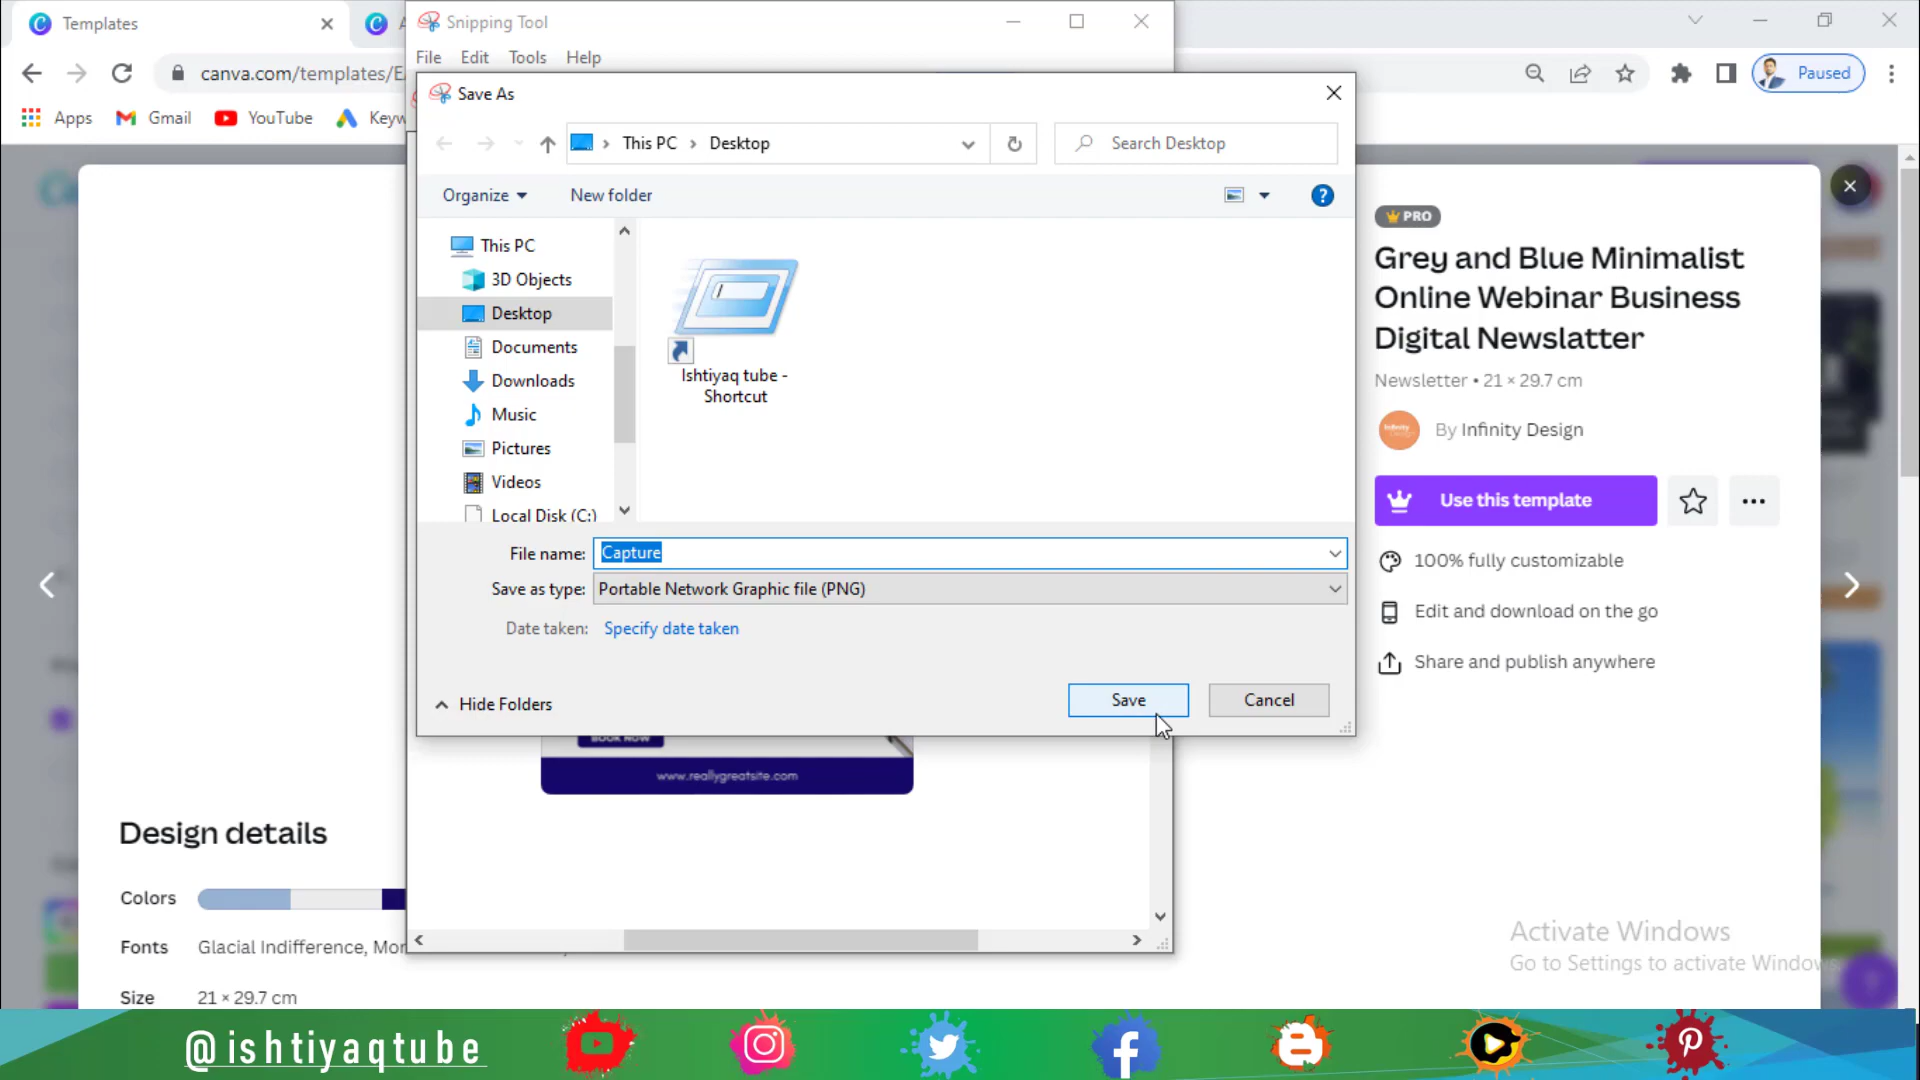 Templates
Snipping Tool
canva.com/templates/E
Paused
File Edit Tools Help
Apps Gmail YouTube Keyw
Save As
This PC Desktop
Search Desktop
Organize
New folder
This PC
3D Objects
Desktop
Documents
Downloads
Music
Pictures
Videos
Local Disk (C:)
Ishtiyaq tube -
Shortcut
File name: Capture
Save as type: Portable Network Graphic file (PNG)
Date taken: Specify date taken
Hide Folders
Save
Cancel
PRO
Grey and Blue Minimalist
Online Webinar Business
Digital Newslatter
Newsletter • 21 × 29.7 cm
By Infinity Design
Use this template
100% fully customizable
Edit and download on the go
Share and publish anywhere
BOOK NOW
www.reallygreatsite.com
Design details
Colors
Fonts Glacial Indifference, Mon
Size 21 × 29.7 cm
Activate Windows
Go to Settings to activate Windows.
@ishtiyaqtube